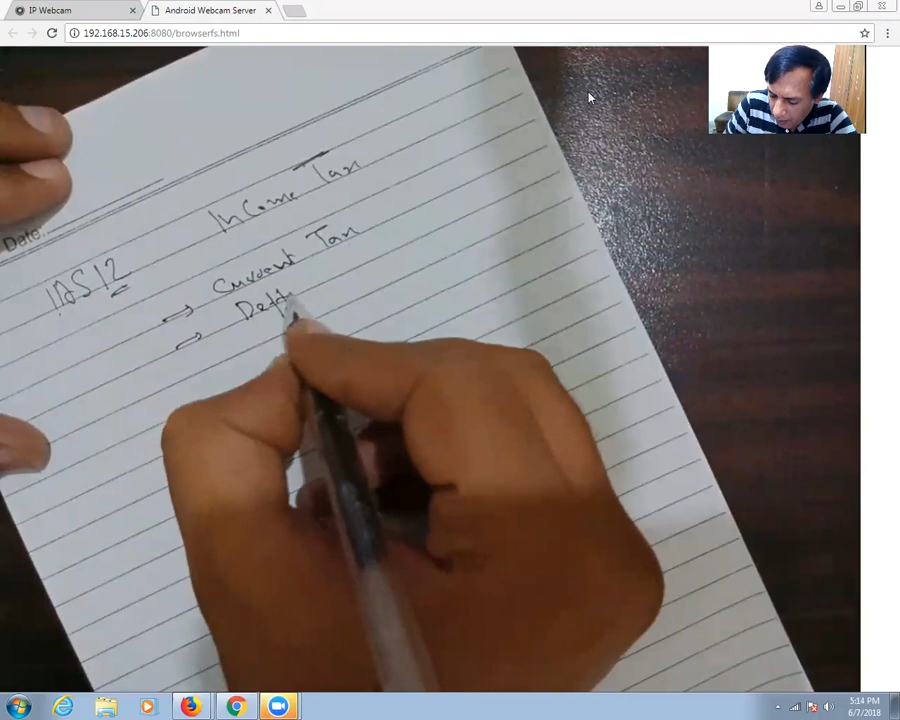 IP Webcam
Android Webcam Server
192.168.15.206:8080/browserfs.html
Date:
Income Tax
IAS 12
Current Tax
Deff
5:14 PM
6/7/2018